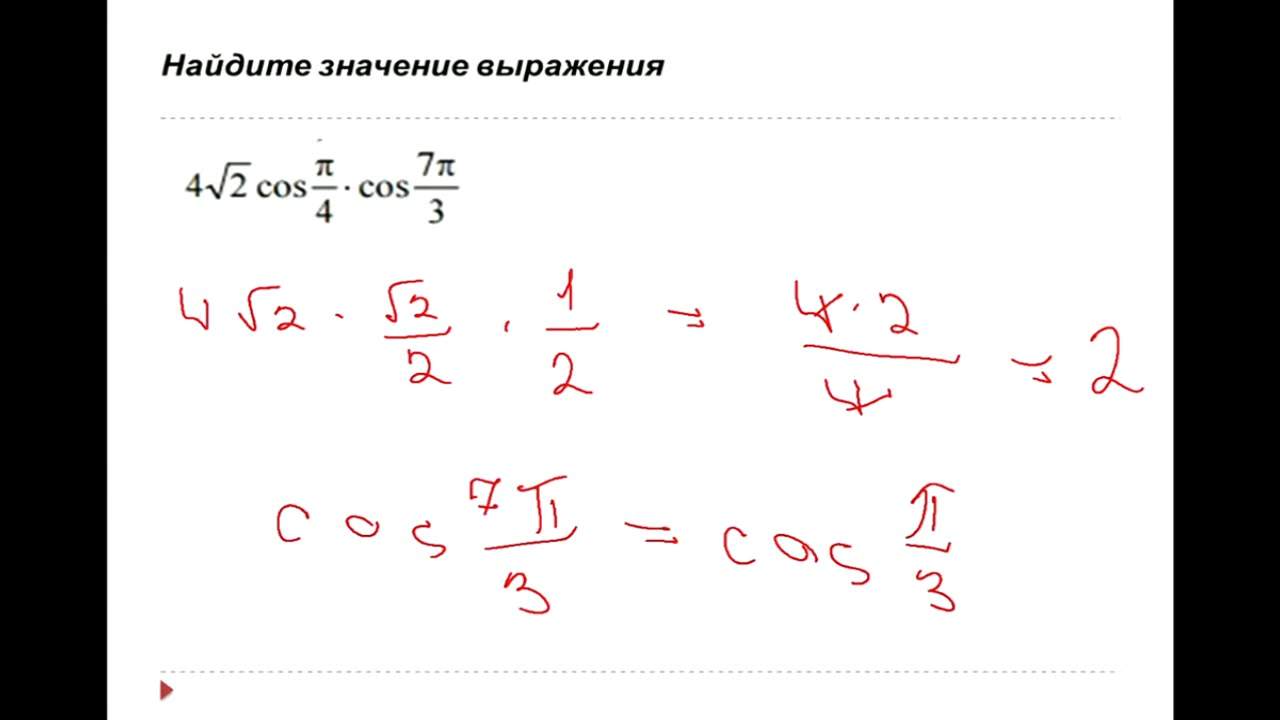 Найдите значение выражения
4√2 cos π/4 · cos 7π/3
4√2 · √2/2 · 1/2 = 4·2/4 = 2
cos 7π/3 = cos π/3